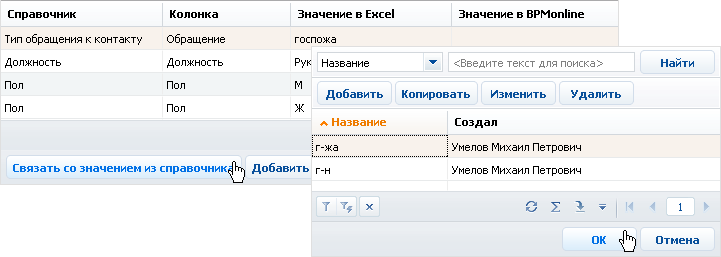 Справочник Колонка Значение в Excel Значение в BPMonline
Тип обращения к контакту Обращение госпожа
Должность Должность Рук
Пол Пол М
Пол Пол Ж
Связать со значением из справочника Добавить
Название <Введите текст для поиска> Найти
Добавить Копировать Изменить Удалить
Название Создал
г-жа Умелов Михаил Петрович
г-н Умелов Михаил Петрович
1
ОК Отмена